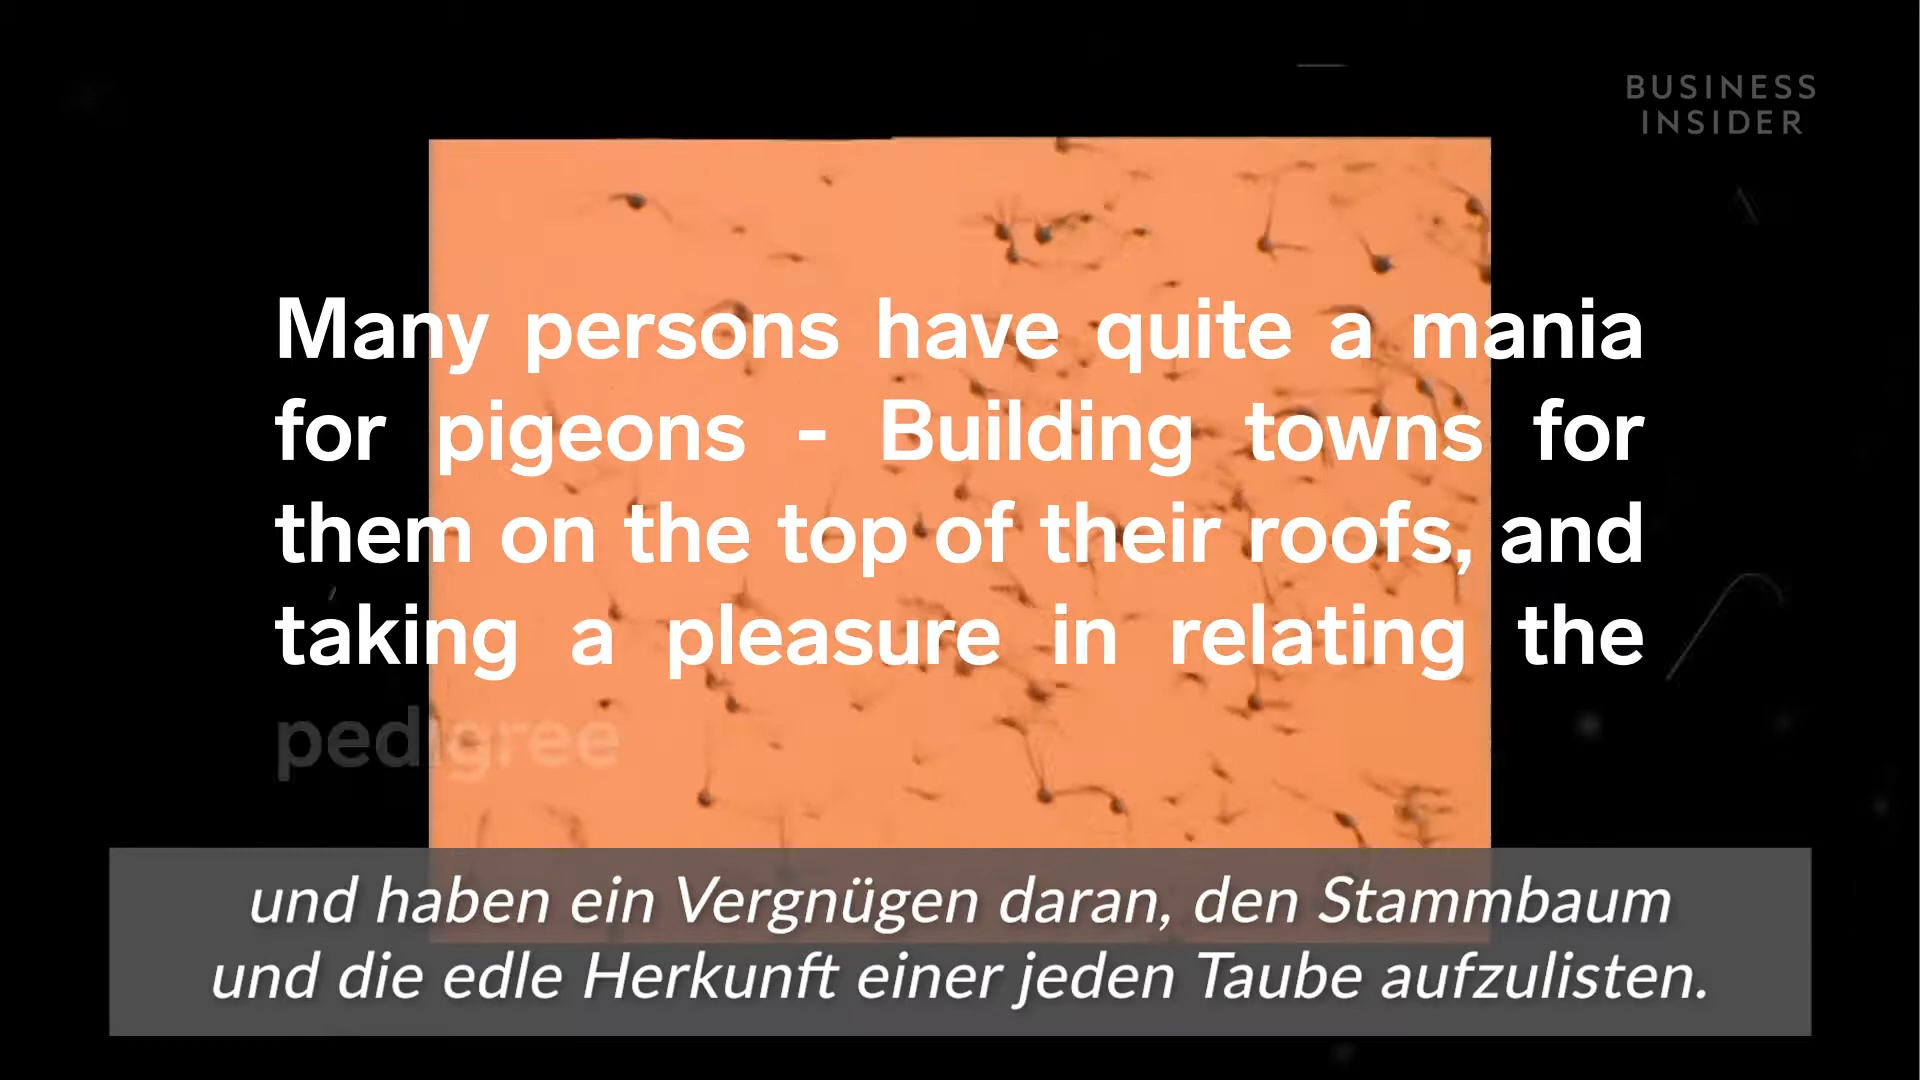 BUSINESS
INSIDER
Many persons have quite a mania
for pigeons - Building towns for
them on the top of their roofs, and
taking a pleasure in relating the
pedigree
und haben ein Vergnügen daran, den Stammbaum
und die edle Herkunft einer jeden Taube aufzulisten.